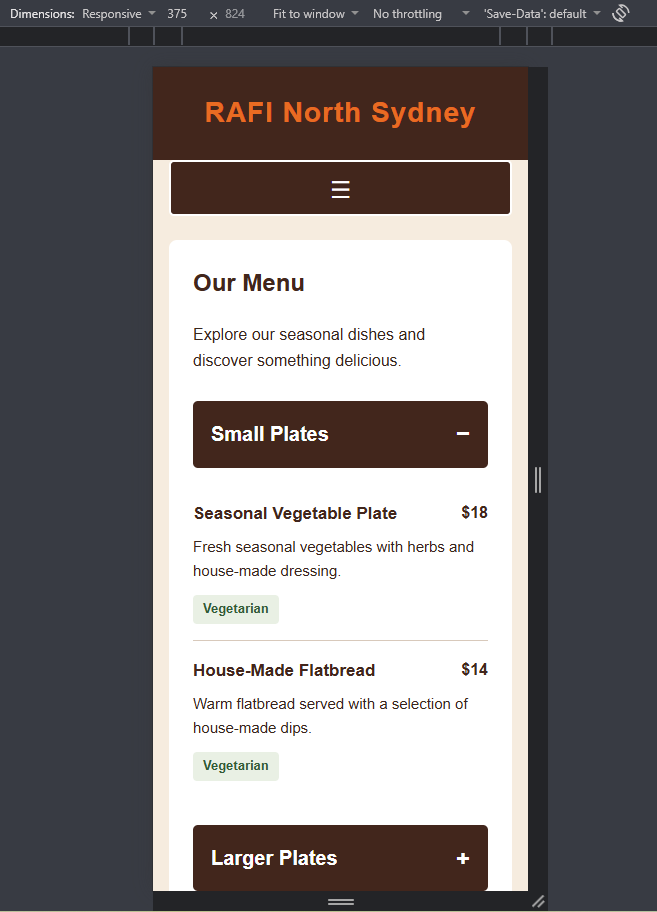 Dimensions: Responsive 375 × 824 Fit to window No throttling 'Save-Data': default
RAFI North Sydney
☰
Our Menu
Explore our seasonal dishes and
discover something delicious.
Small Plates −
Seasonal Vegetable Plate $18
Fresh seasonal vegetables with herbs and
house-made dressing.
Vegetarian
House-Made Flatbread $14
Warm flatbread served with a selection of
house-made dips.
Vegetarian
Larger Plates +